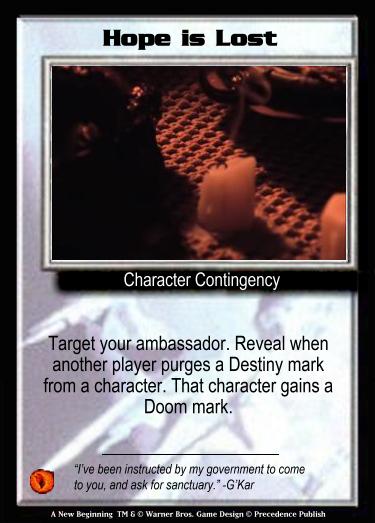 Hope is Lost
Character Contingency
Target your ambassador. Reveal when
another player purges a Destiny mark
from a character. That character gains a
Doom mark.
“I’ve been instructed by my government to come
to you, and ask for sanctuary.” -G’Kar
A New Beginning TM & © Warner Bros. Game Design © Precedence Publish